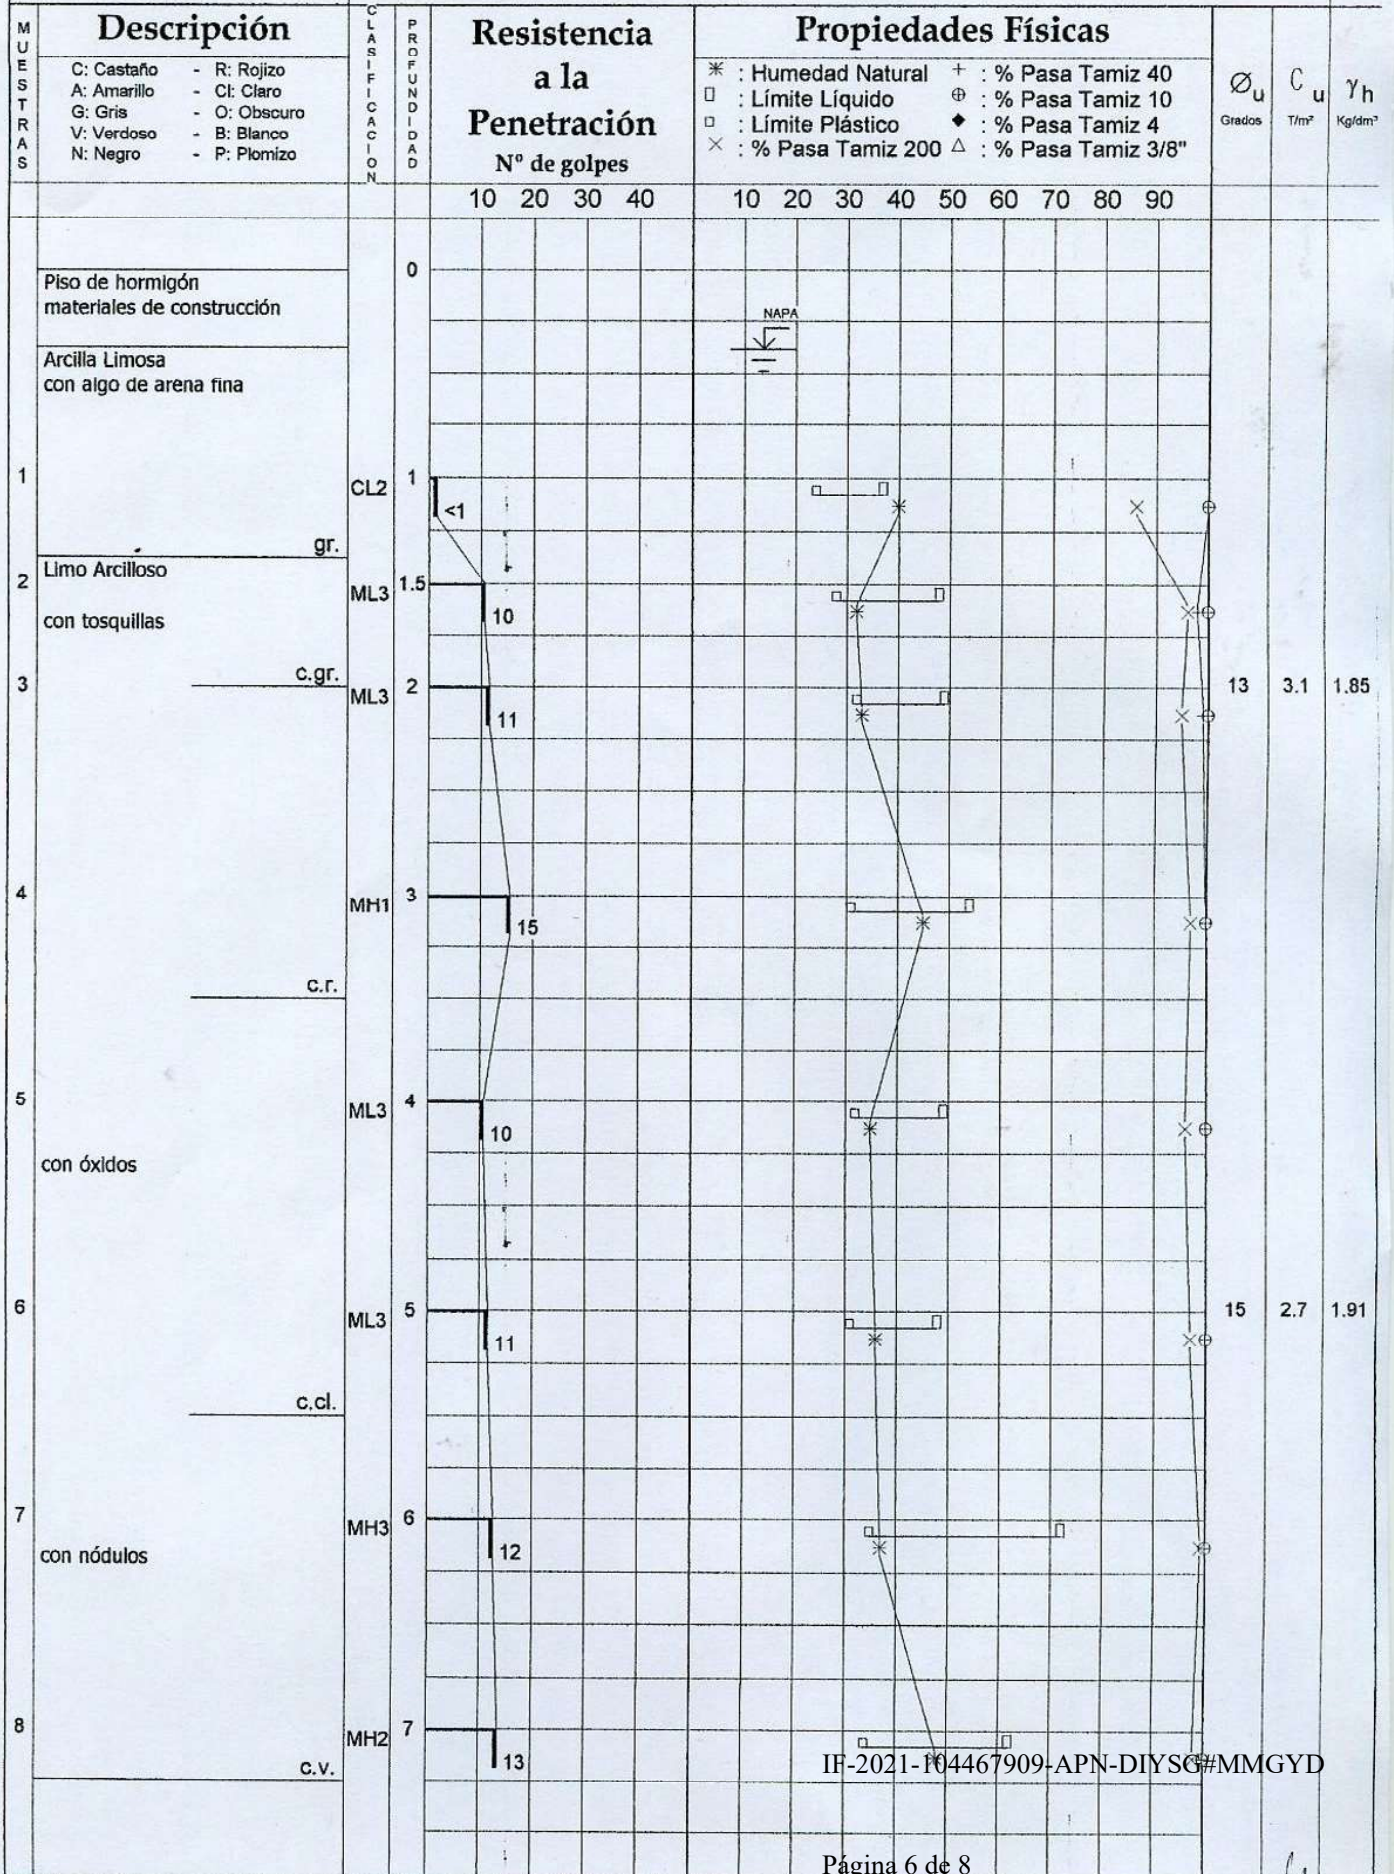 MUESTRAS
Descripción
C: Castaño - R: Rojizo
A: Amarillo - Cl: Claro
G: Gris - O: Obscuro
V: Verdoso - B: Blanco
N: Negro - P: Plomizo
CLASIFICACION
PROFUNDIDAD
Resistencia
a la
Penetración
Nº de golpes
Propiedades Físicas
* : Humedad Natural + : % Pasa Tamiz 40
▯ : Límite Líquido ⊕ : % Pasa Tamiz 10
▫ : Límite Plástico ◆ : % Pasa Tamiz 4
× : % Pasa Tamiz 200 △ : % Pasa Tamiz 3/8"
Øu
Grados
Cu
T/m²
γh
Kg/dm³
10 20 30 40
10 20 30 40 50 60 70 80 90
0
Piso de hormigón
materiales de construcción
NAPA
Arcilla Limosa
con algo de arena fina
1 CL2 1
<1
gr.
2 Limo Arcilloso ML3 1.5
10
con tosquillas
c.gr.
3 ML3 2 13 3.1 1.85
11
4 MH1 3
15
c.r.
5 ML3 4
10
con óxidos
6 ML3 5 15 2.7 1.91
11
c.cl.
7 MH3 6
12
con nódulos
8 MH2 7
13
c.v.
IF-2021-104467909-APN-DIYSG#MMGYD
Página 6 de 8